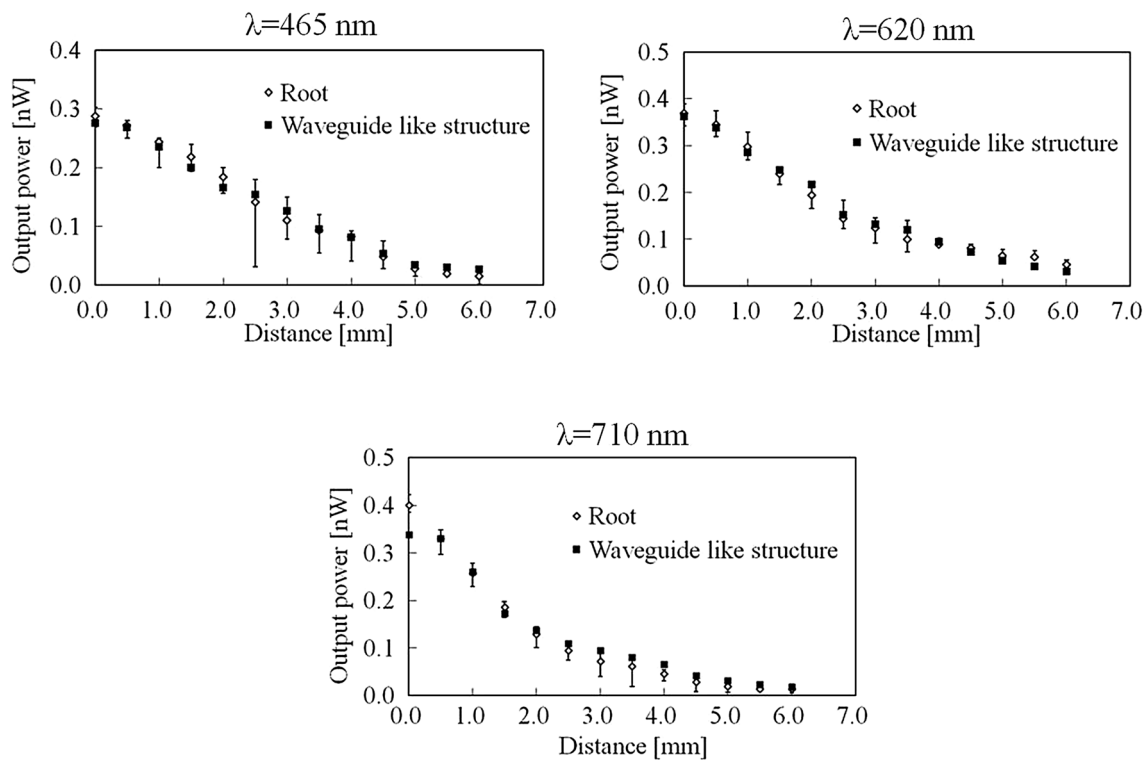 λ=465 nm
0.4
0.3
0.2
0.1
0.0
Output power [nW]
Root
Waveguide like structure
0.0 1.0 2.0 3.0 4.0 5.0 6.0 7.0
Distance [mm]
λ=620 nm
0.5
0.4
0.3
0.2
0.1
0.0
Output power [nW]
Root
Waveguide like structure
0.0 1.0 2.0 3.0 4.0 5.0 6.0 7.0
Distance [mm]
λ=710 nm
0.5
0.4
0.3
0.2
0.1
0.0
Output power [nW]
Root
Waveguide like structure
0.0 1.0 2.0 3.0 4.0 5.0 6.0 7.0
Distance [mm]